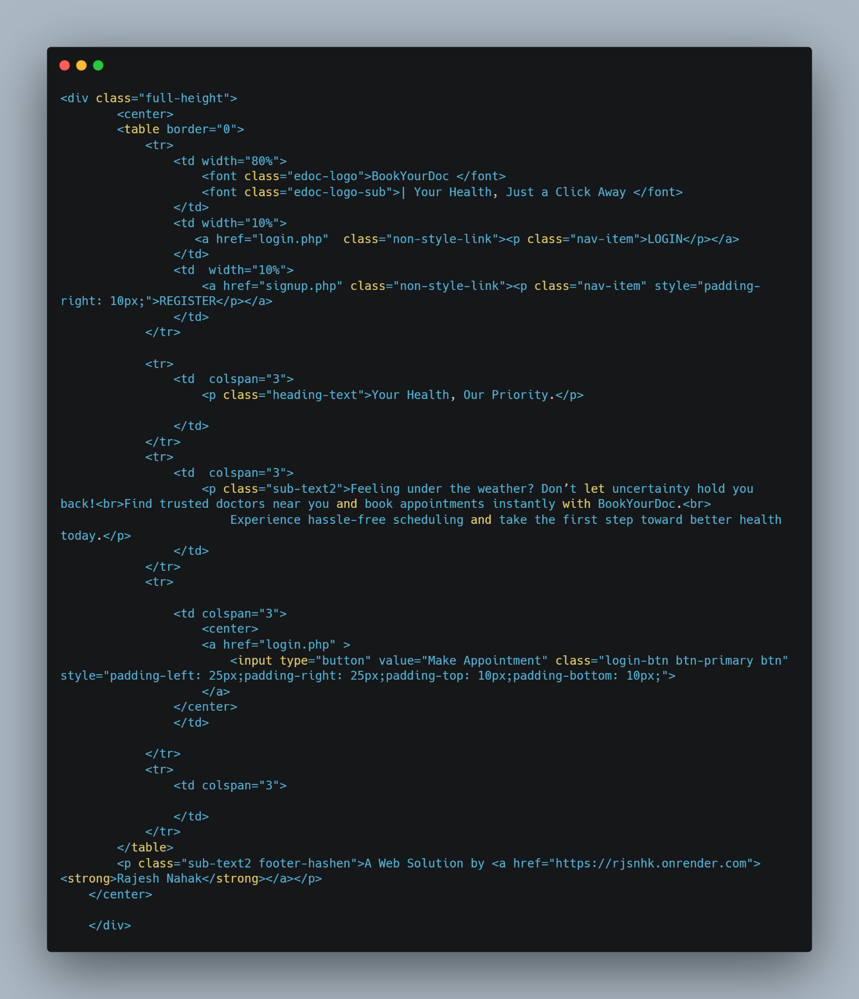 <div class="full-height">
        <center>
        <table border="0">
            <tr>
                <td width="80%">
                    <font class="edoc-logo">BookYourDoc </font>
                    <font class="edoc-logo-sub">| Your Health, Just a Click Away </font>
                </td>
                <td width="10%">
                   <a href="login.php"  class="non-style-link"><p class="nav-item">LOGIN</p></a>
                </td>
                <td  width="10%">
                    <a href="signup.php" class="non-style-link"><p class="nav-item" style="padding-
right: 10px;">REGISTER</p></a>
                </td>
            </tr>

            <tr>
                <td  colspan="3">
                    <p class="heading-text">Your Health, Our Priority.</p>

                </td>
            </tr>
            <tr>
                <td  colspan="3">
                    <p class="sub-text2">Feeling under the weather? Don’t let uncertainty hold you
back!<br>Find trusted doctors near you and book appointments instantly with BookYourDoc.<br>
                        Experience hassle-free scheduling and take the first step toward better health
today.</p>
                </td>
            </tr>
            <tr>

                <td colspan="3">
                    <center>
                    <a href="login.php" >
                        <input type="button" value="Make Appointment" class="login-btn btn-primary btn"
style="padding-left: 25px;padding-right: 25px;padding-top: 10px;padding-bottom: 10px;">
                    </a>
                </center>
                </td>

            </tr>
            <tr>
                <td colspan="3">

                </td>
            </tr>
        </table>
        <p class="sub-text2 footer-hashen">A Web Solution by <a href="https://rjsnhk.onrender.com">
<strong>Rajesh Nahak</strong></a></p>
    </center>

    </div>